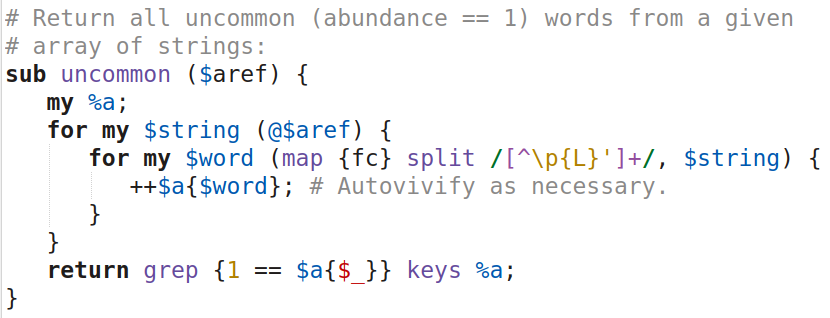 # Return all uncommon (abundance == 1) words from a given
# array of strings:
sub uncommon ($aref) {
   my %a;
   for my $string (@$aref) {
      for my $word (map {fc} split /[^\p{L}']+/, $string) {
         ++$a{$word}; # Autovivify as necessary.
      }
   }
   return grep {1 == $a{$_}} keys %a;
}